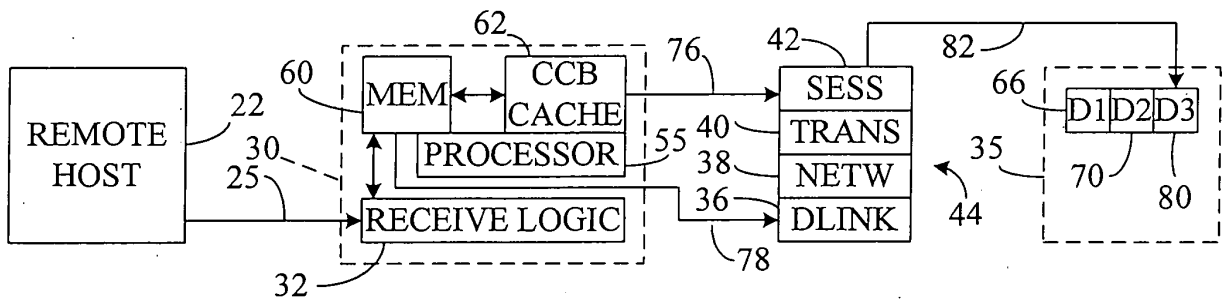 62
42
82
60
MEM
CCB
CACHE
76
SESS
66
D1 D2 D3
REMOTE
HOST
22
30
PROCESSOR
55
40
TRANS
38
NETW
35
70
80
25
RECEIVE LOGIC
36
DLINK
44
32
78